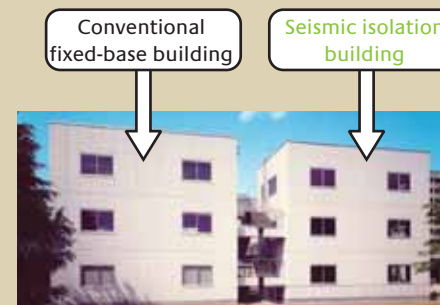 Conventional
fixed-base building
Seismic isolation
building